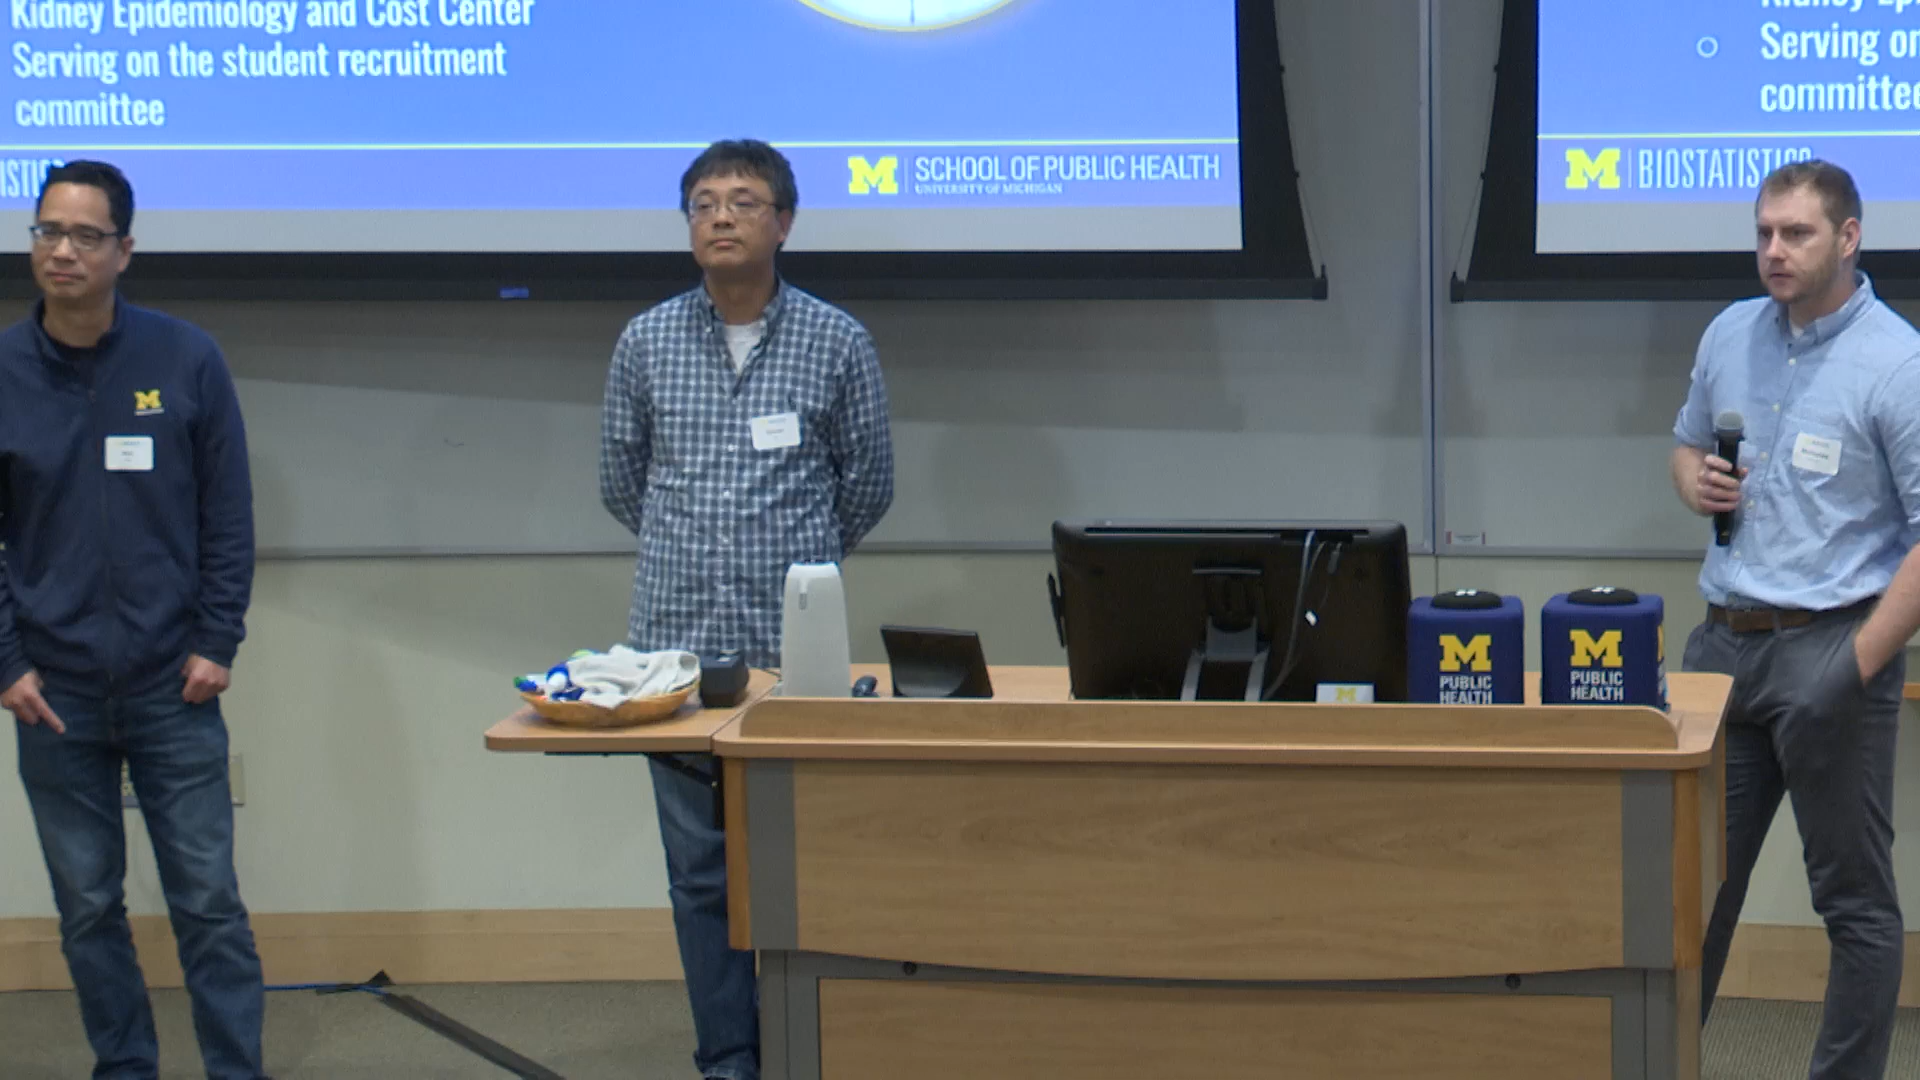 Kidney Epidemiology and Cost Center
Serving on the student recruitment
committee
M SCHOOL OF PUBLIC HEALTH
UNIVERSITY OF MICHIGAN
Serving on
committee
M BIOSTATISTICS
M
M
PUBLIC
HEALTH
M
PUBLIC
HEALTH
M